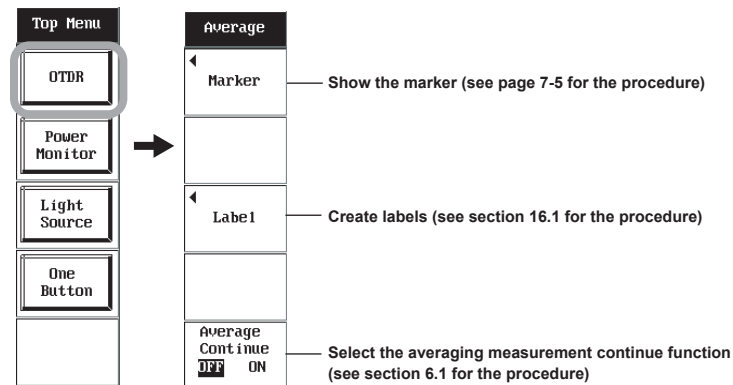 Top Menu
OTDR
Power
Monitor
Light
Source
One
Button
Average
Marker
Label
Average
Continue
OFF ON
Show the marker (see page 7-5 for the procedure)
Create labels (see section 16.1 for the procedure)
Select the averaging measurement continue function
(see section 6.1 for the procedure)